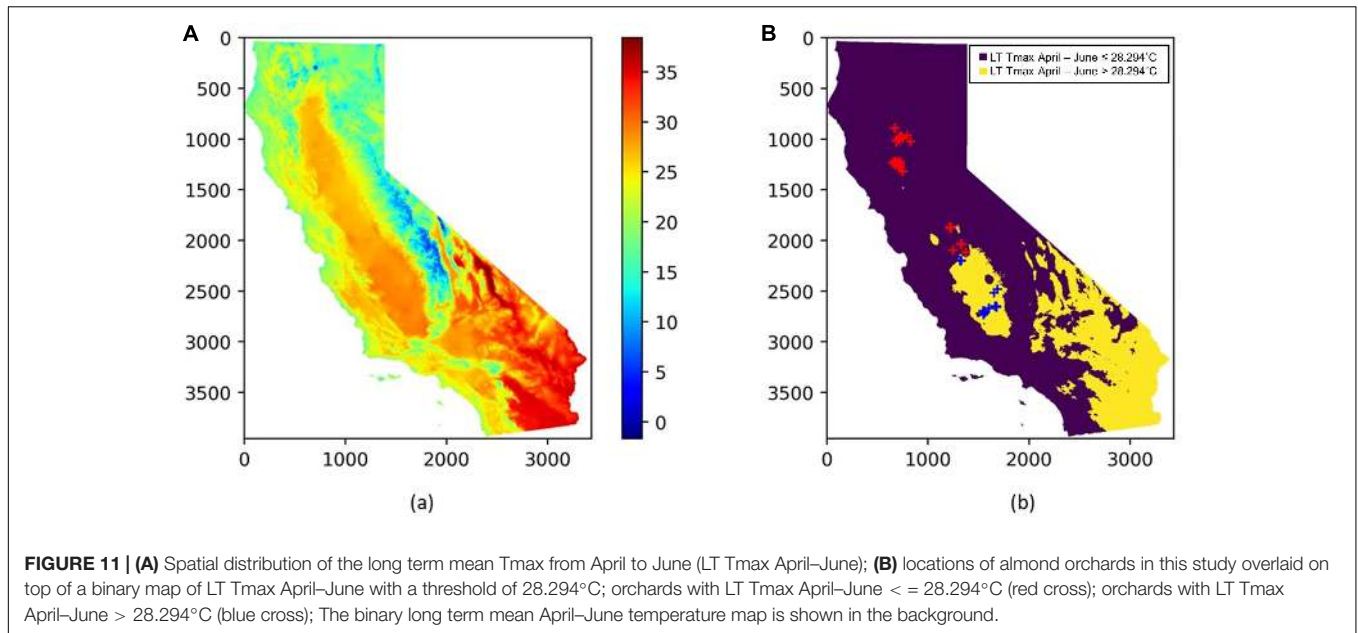 A
0
500
1000
1500
2000
2500
3000
3500
0 1000 2000 3000
35
30
25
20
15
10
5
0
(a)
B
0
500
1000
1500
2000
2500
3000
3500
0 1000 2000 3000
LT Tmax April – June ≤ 28.294°C
LT Tmax April – June > 28.294°C
(b)
FIGURE 11 | (A) Spatial distribution of the long term mean Tmax from April to June (LT Tmax April–June); (B) locations of almond orchards in this study overlaid on
top of a binary map of LT Tmax April–June with a threshold of 28.294°C; orchards with LT Tmax April–June < = 28.294°C (red cross); orchards with LT Tmax
April–June > 28.294°C (blue cross); The binary long term mean April–June temperature map is shown in the background.